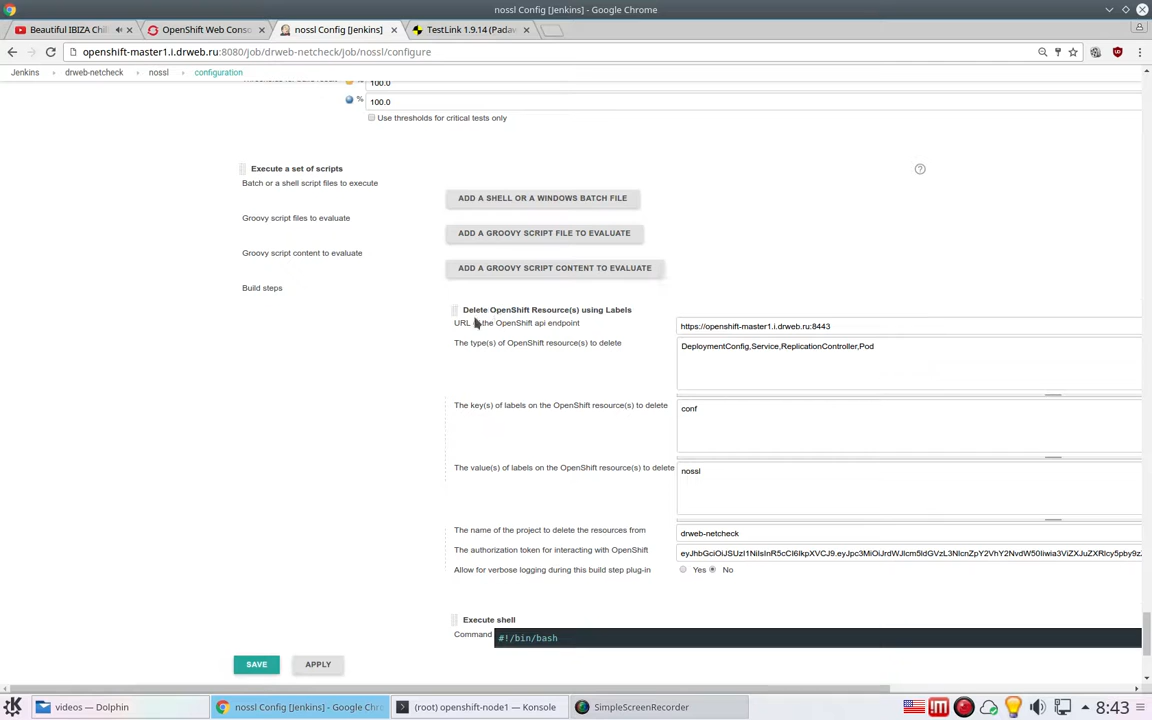 nossl Config [Jenkins] - Google Chrome
Beautiful IBIZA Chil
OpenShift Web Conso
nossl Config [Jenkins]
TestLink 1.9.14 (Padav
openshift-master1.i.drweb.ru:8080/job/drweb-netcheck/job/nossl/configure
Jenkins
drweb-netcheck
nossl
configuration
%
100.0
%
100.0
Use thresholds for critical tests only
Execute a set of scripts
Batch or a shell script files to execute
ADD A SHELL OR A WINDOWS BATCH FILE
Groovy script files to evaluate
ADD A GROOVY SCRIPT FILE TO EVALUATE
Groovy script content to evaluate
ADD A GROOVY SCRIPT CONTENT TO EVALUATE
Build steps
Delete OpenShift Resource(s) using Labels
URL the OpenShift api endpoint
https://openshift-master1.i.drweb.ru:8443
The type(s) of OpenShift resource(s) to delete
DeploymentConfig,Service,ReplicationController,Pod
The key(s) of labels on the OpenShift resource(s) to delete
conf
The value(s) of labels on the OpenShift resource(s) to delete
nossl
The name of the project to delete the resources from
drweb-netcheck
The authorization token for interacting with OpenShift
Allow for verbose logging during this build step plug-in
Yes
No
Execute shell
Command
#!/bin/bash
SAVE
APPLY
videos — Dolphin
nossl Config [Jenkins] - Google Chr
(root) openshift-node1 — Konsole
SimpleScreenRecorder
8:43